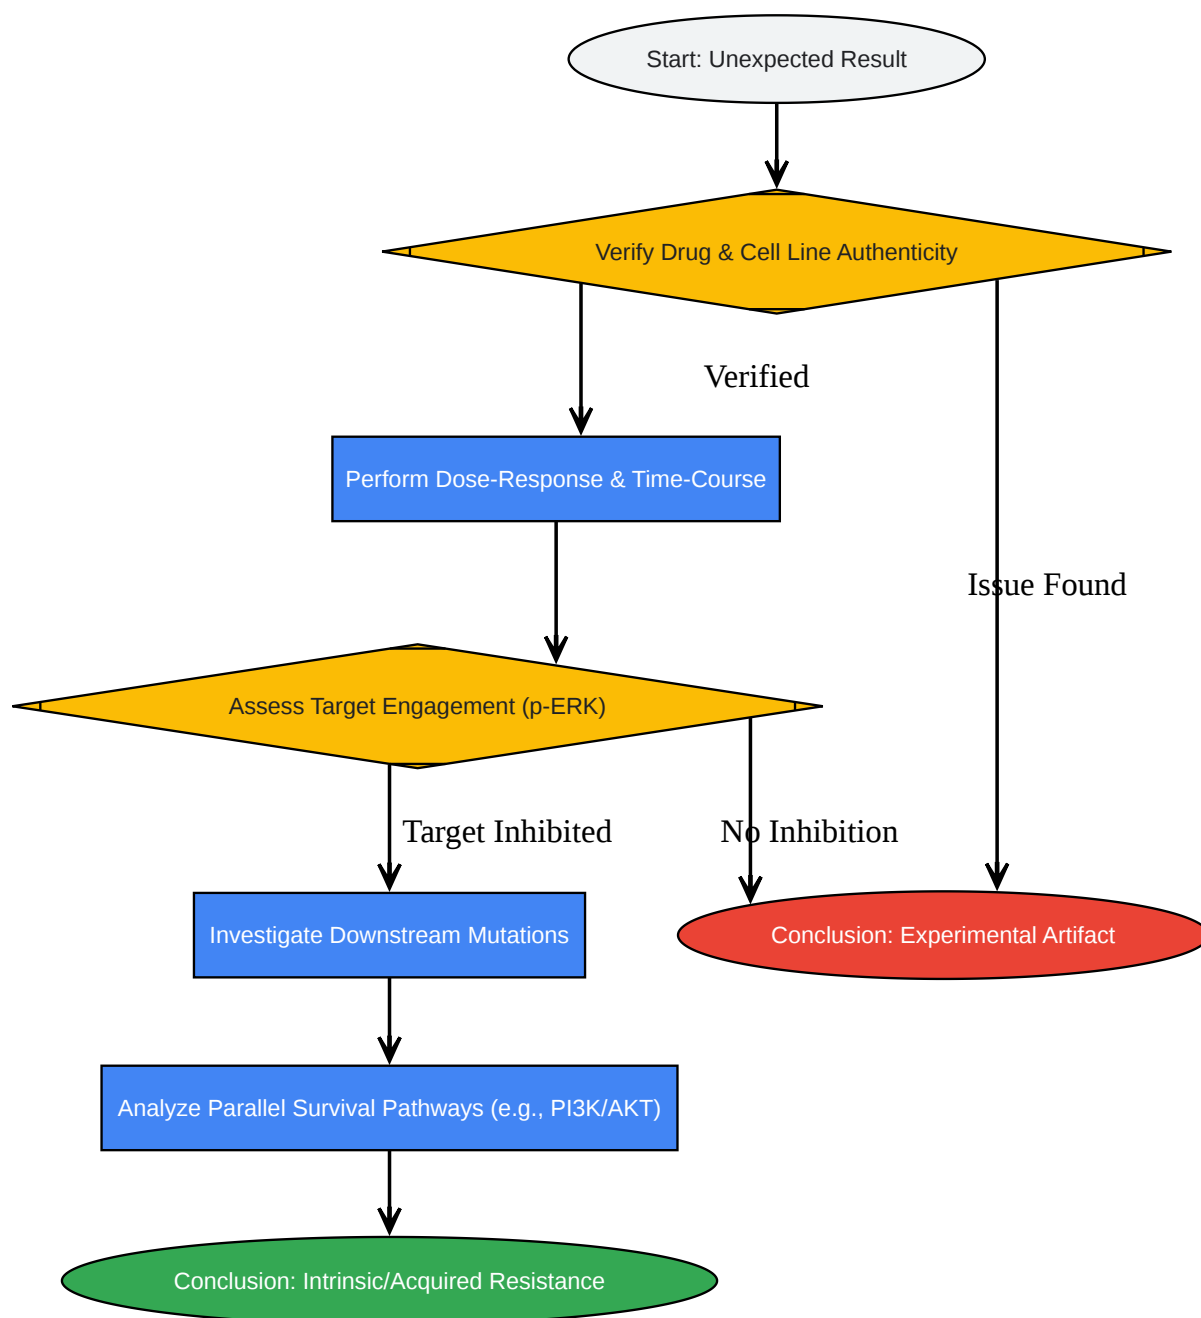 Start: Unexpected Result
Verify Drug & Cell Line Authenticity
Verified
Perform Dose-Response & Time-Course
Issue Found
Assess Target Engagement (p-ERK)
Target Inhibited
No Inhibition
Investigate Downstream Mutations
Conclusion: Experimental Artifact
Analyze Parallel Survival Pathways (e.g., PI3K/AKT)
Conclusion: Intrinsic/Acquired Resistance